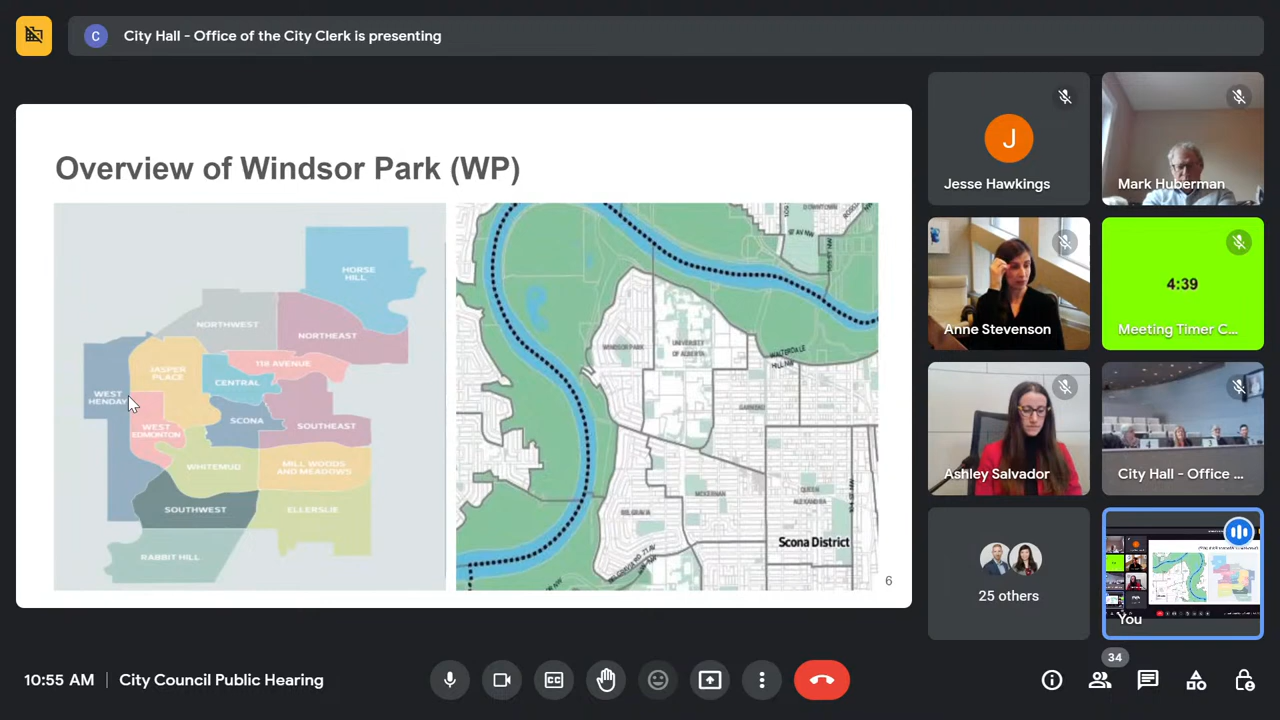 C
City Hall - Office of the City Clerk is presenting
Overview of Windsor Park (WP)
HORSE
HILL
NORTHWEST
NORTHEAST
118 AVENUE
JASPER
PLACE
CENTRAL
WEST
HENDAY
WEST
EDMONTON
SCONA
SOUTHEAST
WHITEMUD
MILL WOODS
AND MEADOWS
SOUTHWEST
ELLERSLIE
RABBIT HILL
DOWNTOWN
WINDSOR PARK
UNIVERSITY
OF ALBERTA
WALTERDALE
HILL NW
GARNEAU
MCKERNAN
QUEEN
ALEXANDRA
BELGRAVIA
Scona District
6
J
Jesse Hawkings
Mark Huberman
Anne Stevenson
4:39
Meeting Timer C...
Ashley Salvador
City Hall - Office ...
25 others
You
10:55 AM
City Council Public Hearing
34